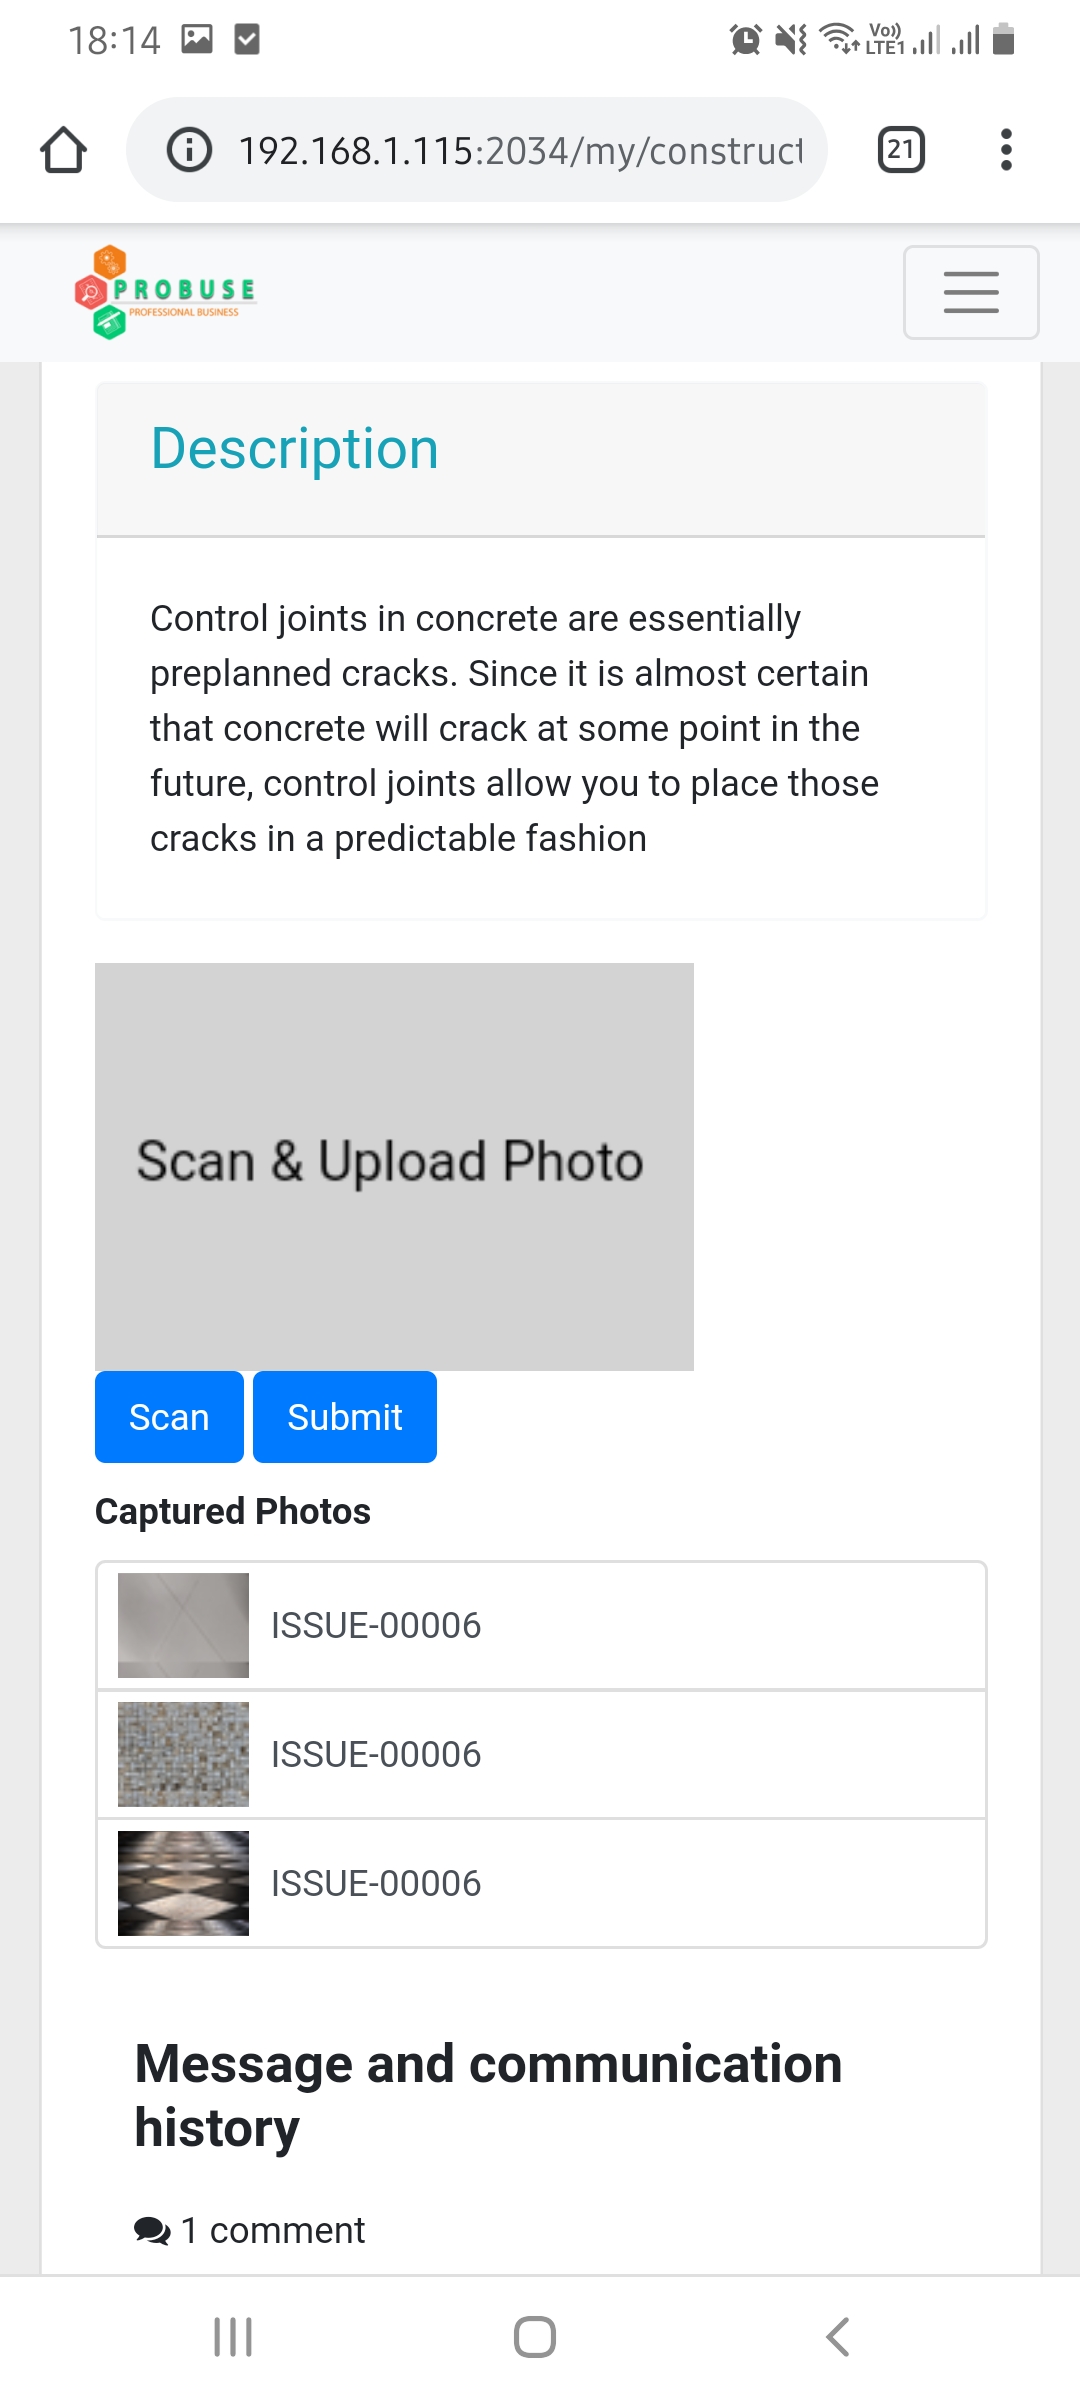 18:14
Vo))
LTE1
192.168.1.115:2034/my/construct
21
PROBUSE
PROFESSIONAL BUSINESS
Description
Control joints in concrete are essentially
preplanned cracks. Since it is almost certain
that concrete will crack at some point in the
future, control joints allow you to place those
cracks in a predictable fashion
Scan & Upload Photo
Scan Submit
Captured Photos
ISSUE-00006
ISSUE-00006
ISSUE-00006
Message and communication
history
1 comment